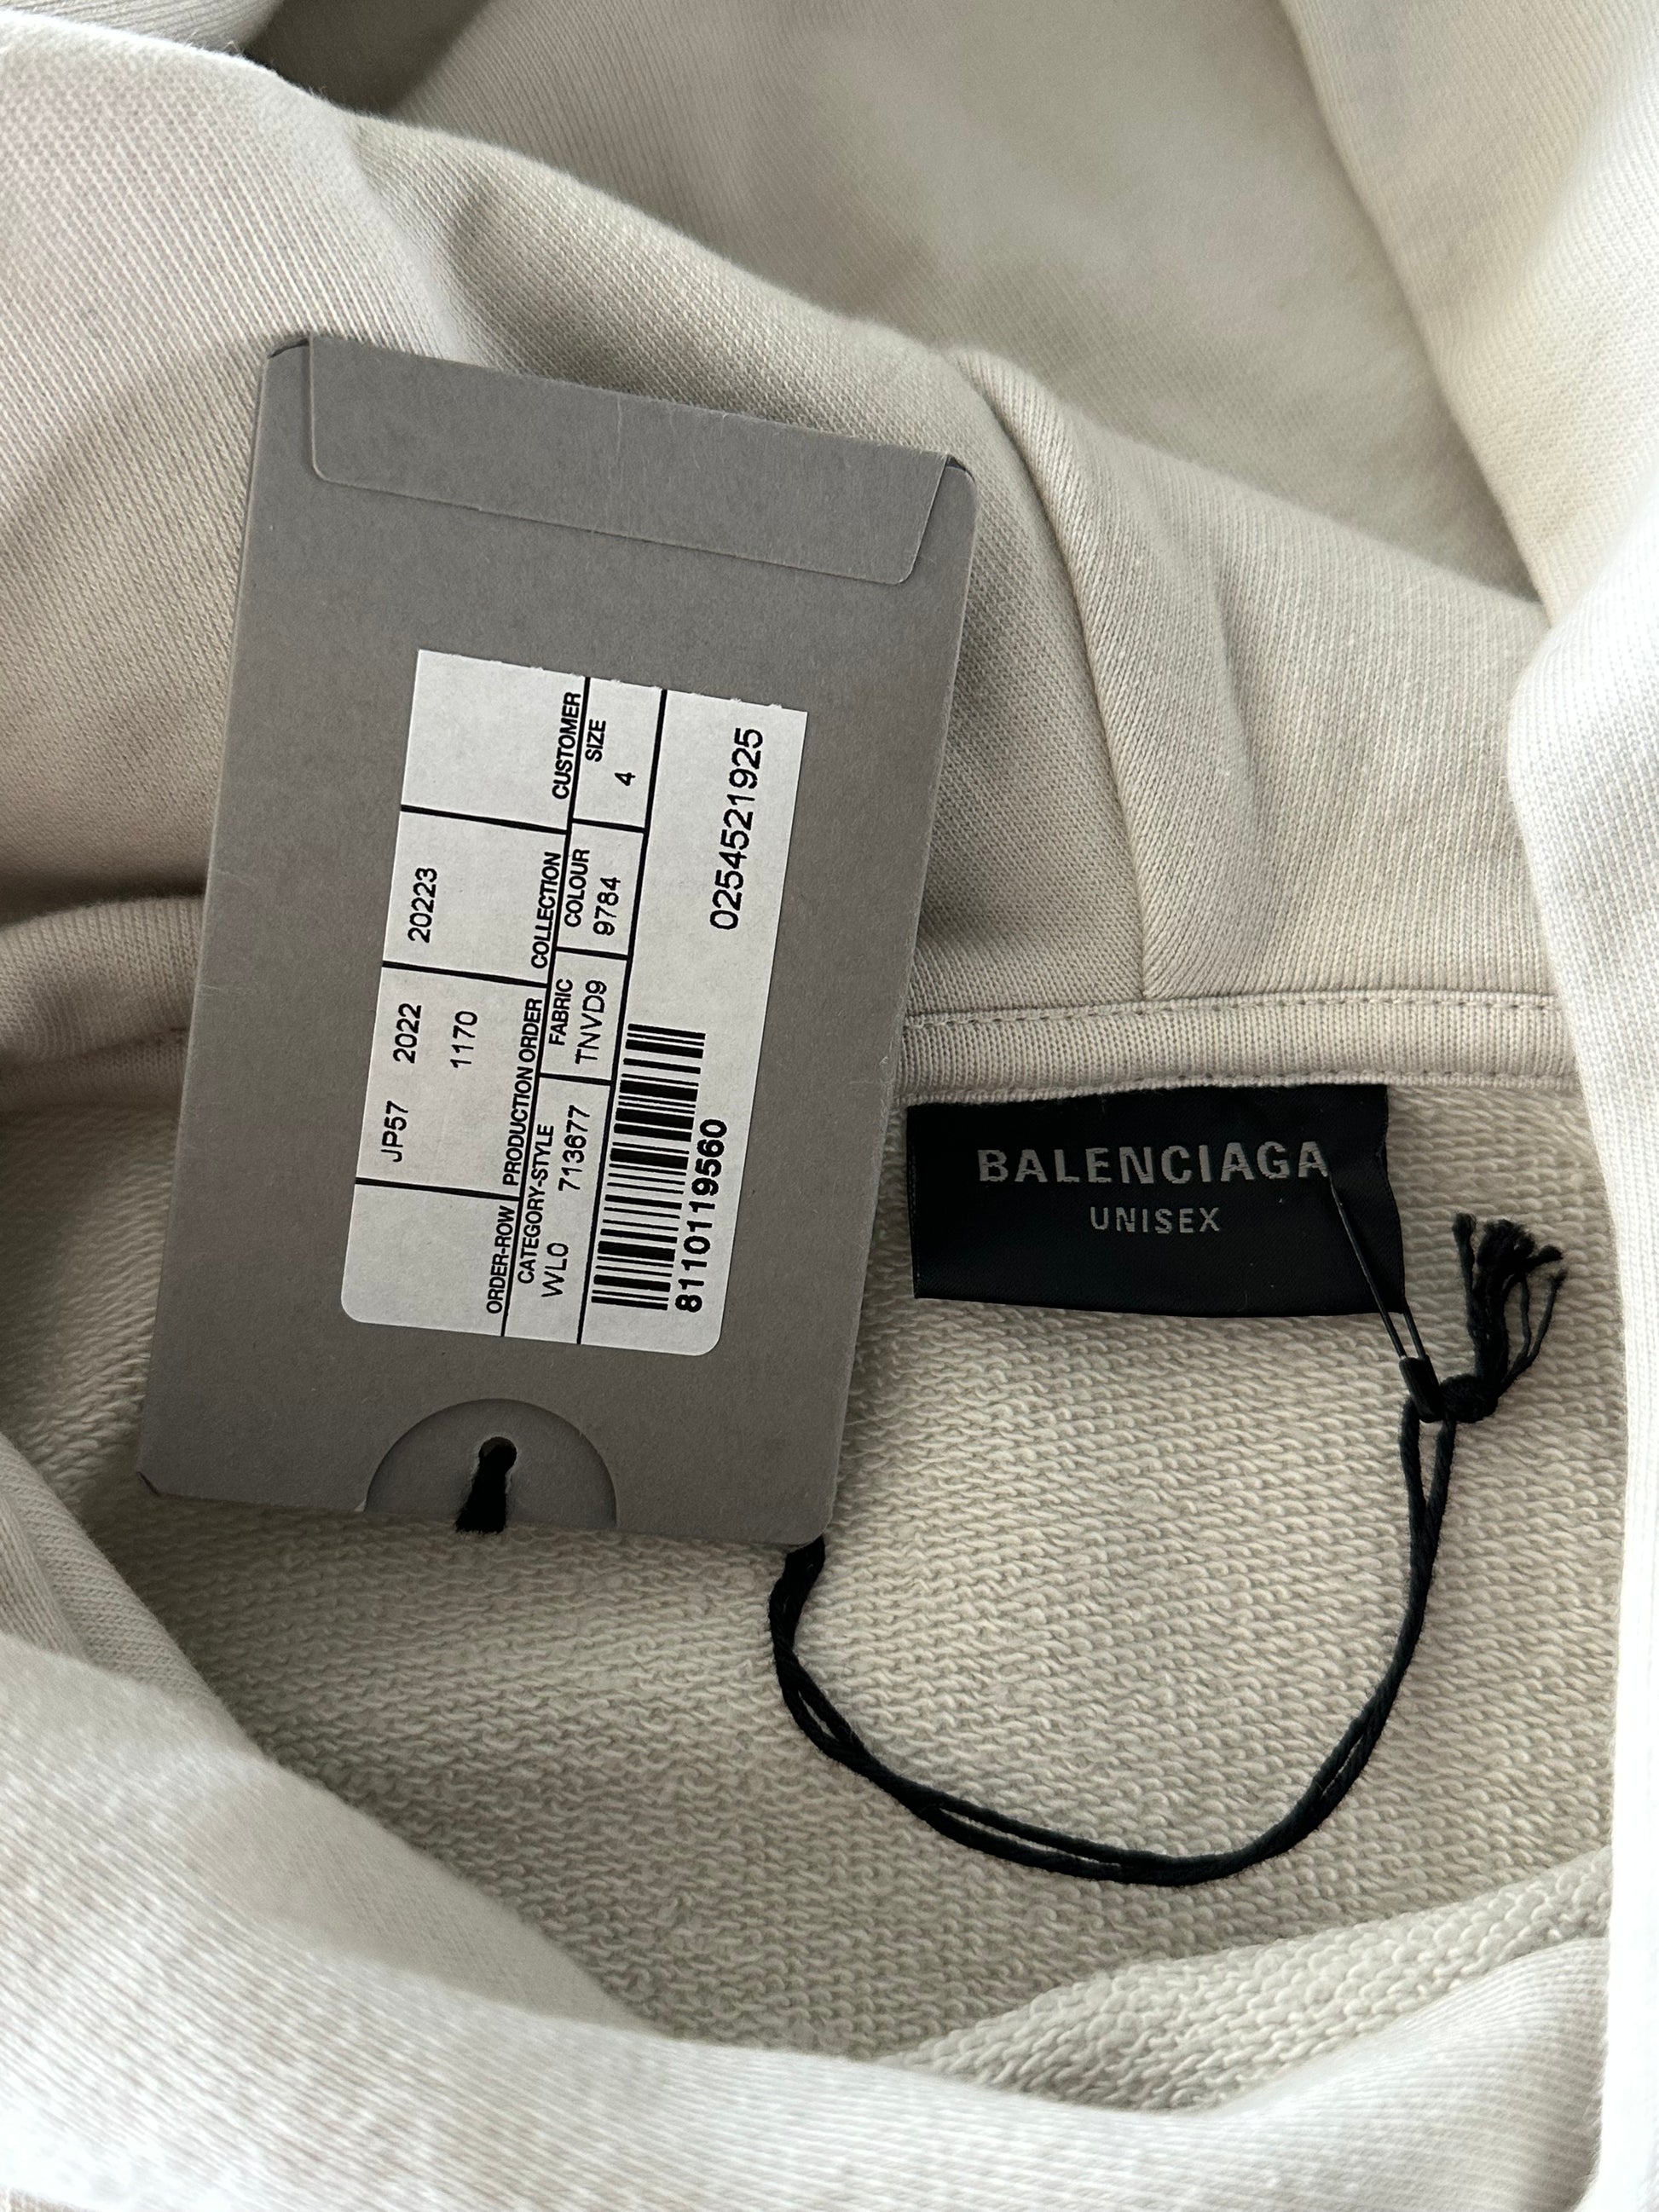 JP57 2022 20223
1170
ORDER-ROW PRODUCTION ORDER COLLECTION CUSTOMER
CATEGORY-STYLE FABRIC COLOUR SIZE
WL0 713677 TNVD9 9784 4
8110119560 0254521925
BALENCIAGA
UNISEX